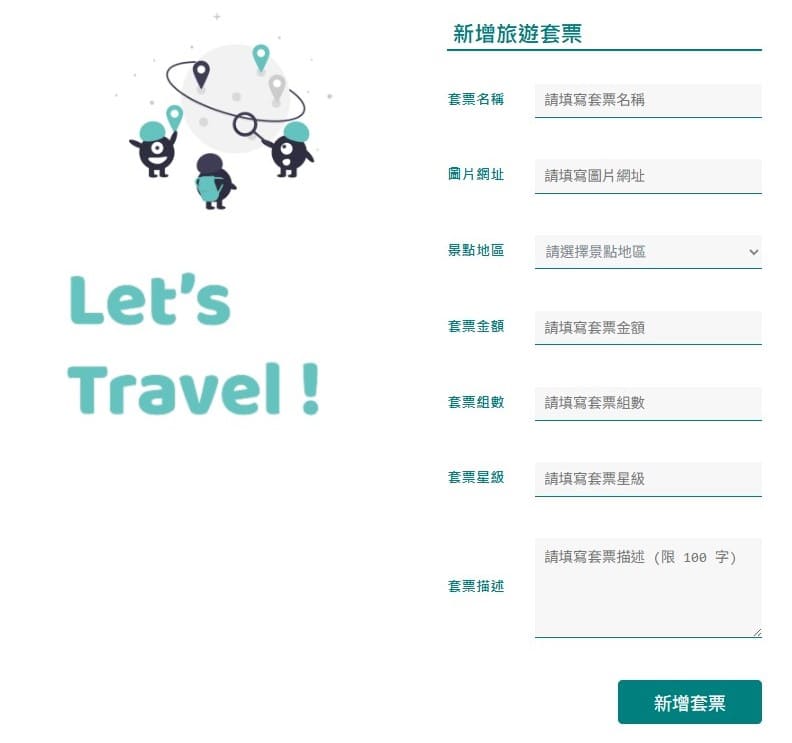 Let's
Travel !
新增旅遊套票
套票名稱 請填寫套票名稱
圖片網址 請填寫圖片網址
景點地區 請選擇景點地區
套票金額 請填寫套票金額
套票組數 請填寫套票組數
套票星級 請填寫套票星級
請填寫套票描述 (限 100 字)
套票描述
新增套票